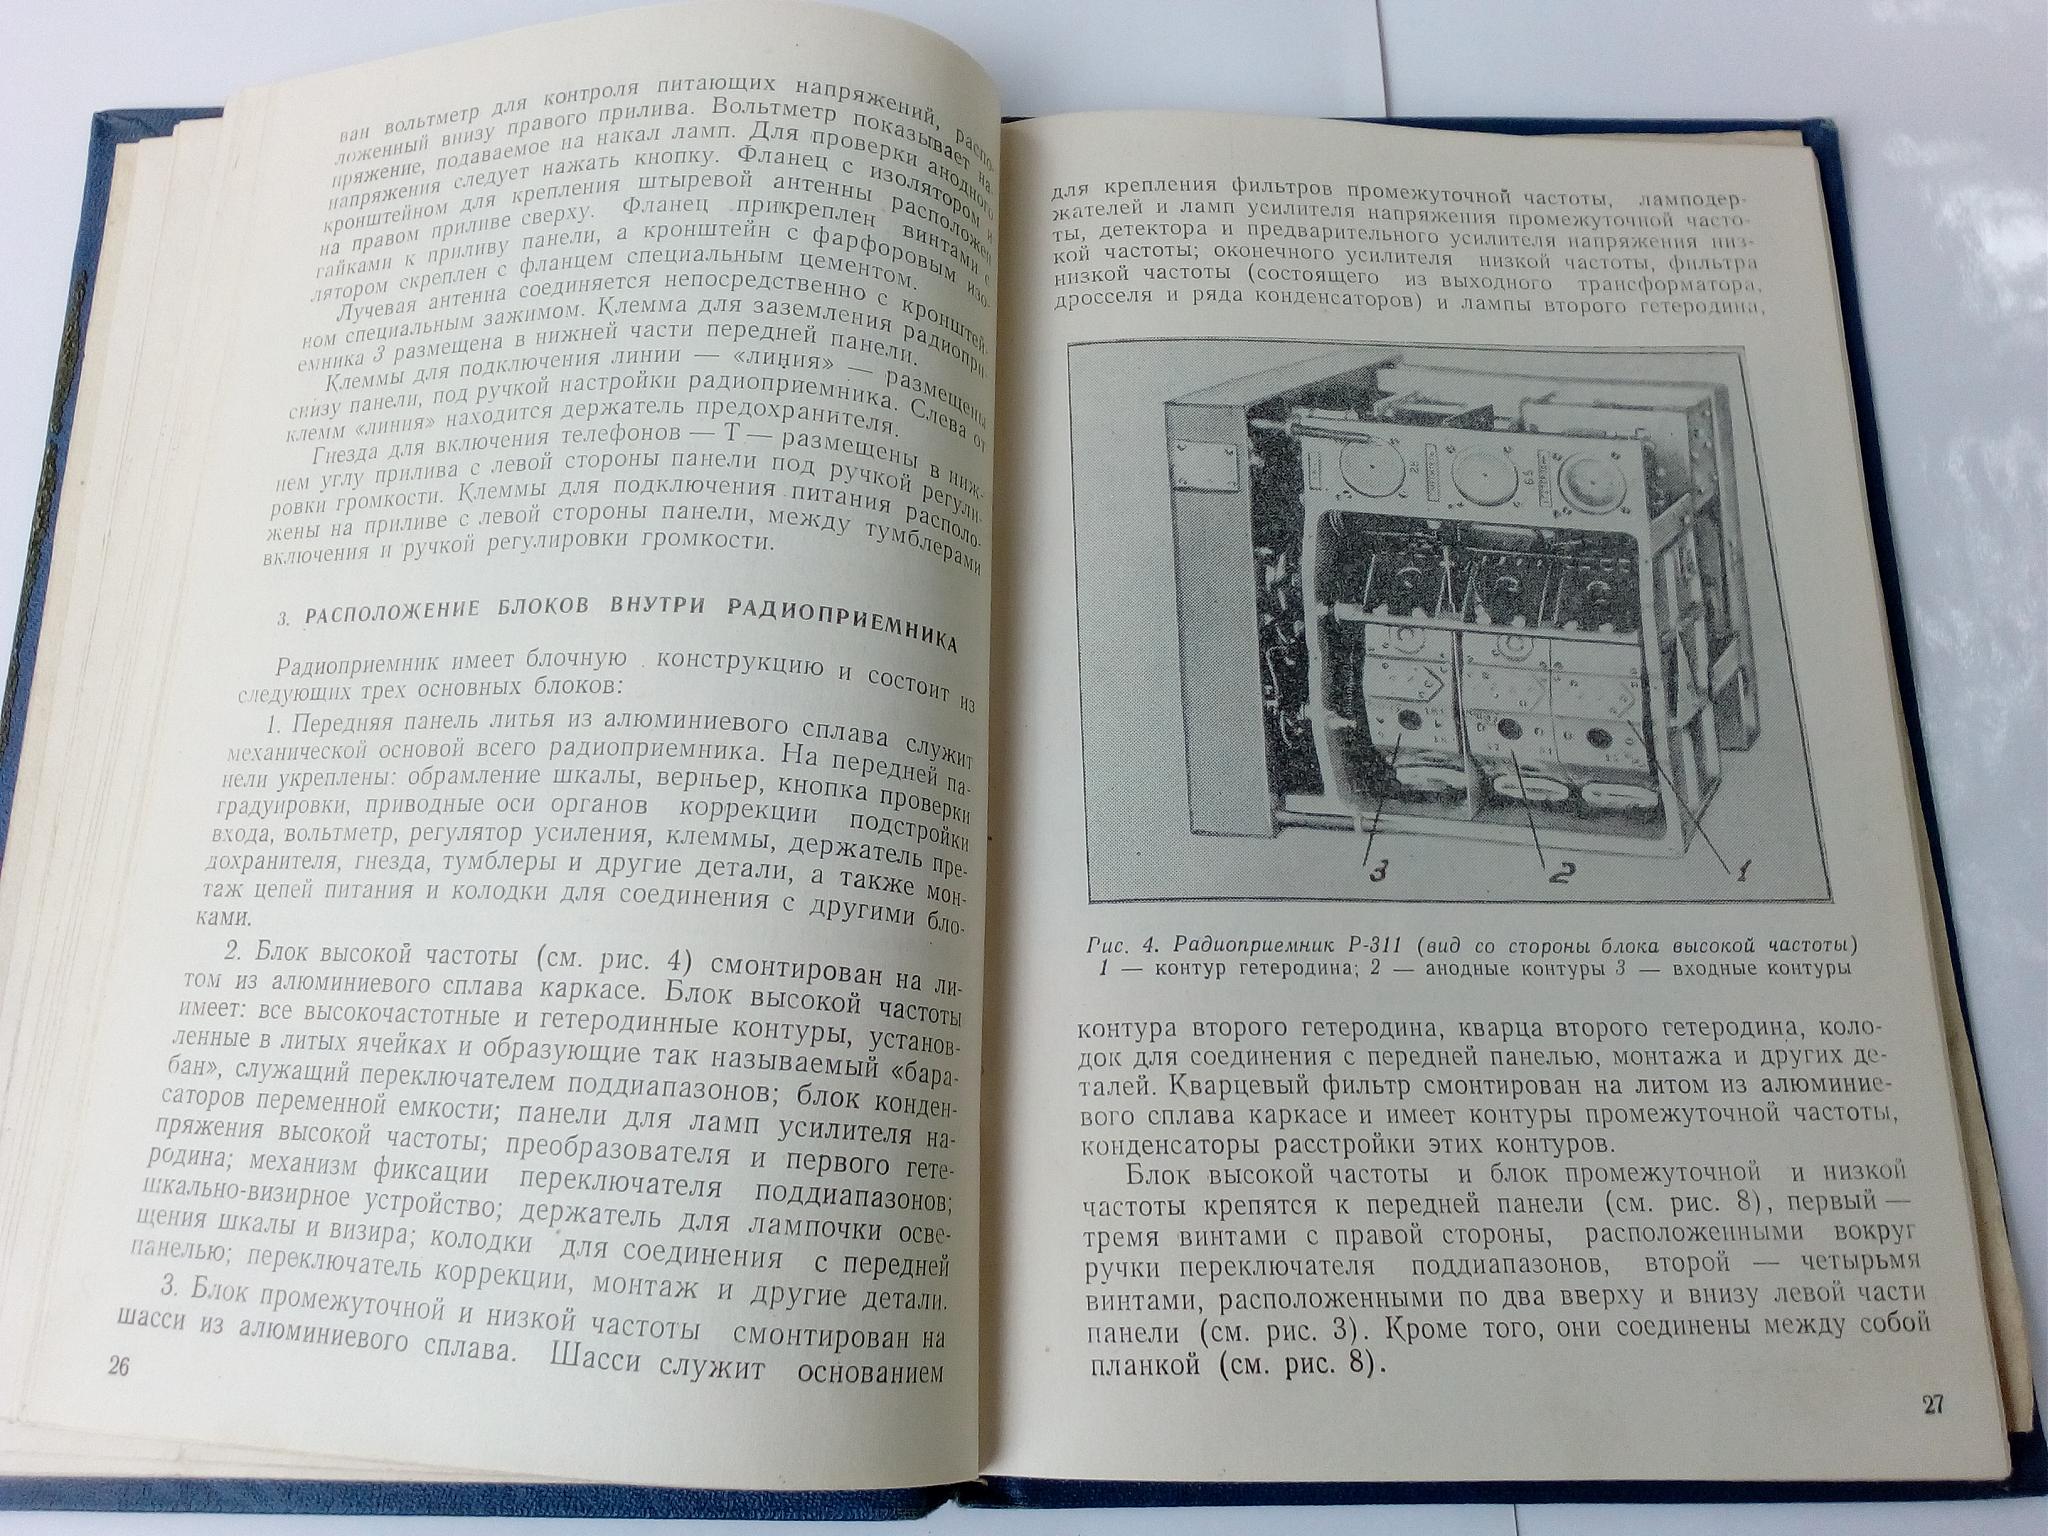 ван вольтметр для контроля питающих напряжений, распо-
ложенный внизу правого прилива. Вольтметр показывает на-
пряжение, подаваемое на накал ламп. Для проверки анодного
напряжения следует нажать кнопку. Фланец с изолятором и
кронштейном для крепления штыревой антенны расположен
на правом приливе сверху. Фланец прикреплен винтами с
гайками к приливу панели, а кронштейн с фарфоровым изо-
лятором скреплен с фланцем специальным цементом.
Лучевая антенна соединяется непосредственно с кронштей-
ном специальным зажимом. Клемма для заземления радиопри-
емника 3 размещена в нижней части передней панели.
Клеммы для подключения линии — «линия» — размещены
снизу панели, под ручкой настройки радиоприемника. Слева от
клемм «линия» находится держатель предохранителя.
Гнезда для включения телефонов — Т — размещены в ниж-
нем углу прилива с левой стороны панели под ручкой регули-
ровки громкости. Клеммы для подключения питания располо-
жены на приливе с левой стороны панели, между тумблерами
включения и ручкой регулировки громкости.
3. РАСПОЛОЖЕНИЕ БЛОКОВ ВНУТРИ РАДИОПРИЕМНИКА
Радиоприемник имеет блочную конструкцию и состоит из
следующих трех основных блоков:
1. Передняя панель литья из алюминиевого сплава служит
механической основой всего радиоприемника. На передней па-
нели укреплены: обрамление шкалы, верньер, кнопка проверки
градуировки, приводные оси органов коррекции подстройки
входа, вольтметр, регулятор усиления, клеммы, держатель пре-
дохранителя, гнезда, тумблеры и другие детали, а также мон-
таж цепей питания и колодки для соединения с другими бло-
ками.
2. Блок высокой частоты (см. рис. 4) смонтирован на ли-
том из алюминиевого сплава каркасе. Блок высокой частоты
имеет: все высокочастотные и гетеродинные контуры, установ-
ленные в литых ячейках и образующие так называемый «бара-
бан», служащий переключателем поддиапазонов; блок конден-
саторов переменной емкости; панели для ламп усилителя на-
пряжения высокой частоты; преобразователя и первого гете-
родина; механизм фиксации переключателя поддиапазонов;
шкально-визирное устройство; держатель для лампочки осве-
щения шкалы и визира; колодки для соединения с передней
панелью; переключатель коррекции, монтаж и другие детали.
3. Блок промежуточной и низкой частоты смонтирован на
шасси из алюминиевого сплава. Шасси служит основанием
26
для крепления фильтров промежуточной частоты, ламподер-
жателей и ламп усилителя напряжения промежуточной часто-
ты, детектора и предварительного усилителя напряжения низ-
кой частоты; оконечного усилителя низкой частоты, фильтра
низкой частоты (состоящего из выходного трансформатора,
дросселя и ряда конденсаторов) и лампы второго гетеродина,
3 2 1
Рис. 4. Радиоприемник Р-311 (вид со стороны блока высокой частоты)
1 — контур гетеродина; 2 — анодные контуры 3 — входные контуры
контура второго гетеродина, кварца второго гетеродина, коло-
док для соединения с передней панелью, монтажа и других де-
талей. Кварцевый фильтр смонтирован на литом из алюминие-
вого сплава каркасе и имеет контуры промежуточной частоты,
конденсаторы расстройки этих контуров.
Блок высокой частоты и блок промежуточной и низкой
частоты крепятся к передней панели (см. рис. 8), первый —
тремя винтами с правой стороны, расположенными вокруг
ручки переключателя поддиапазонов, второй — четырьмя
винтами, расположенными по два вверху и внизу левой части
панели (см. рис. 3). Кроме того, они соединены между собой
планкой (см. рис. 8).
27